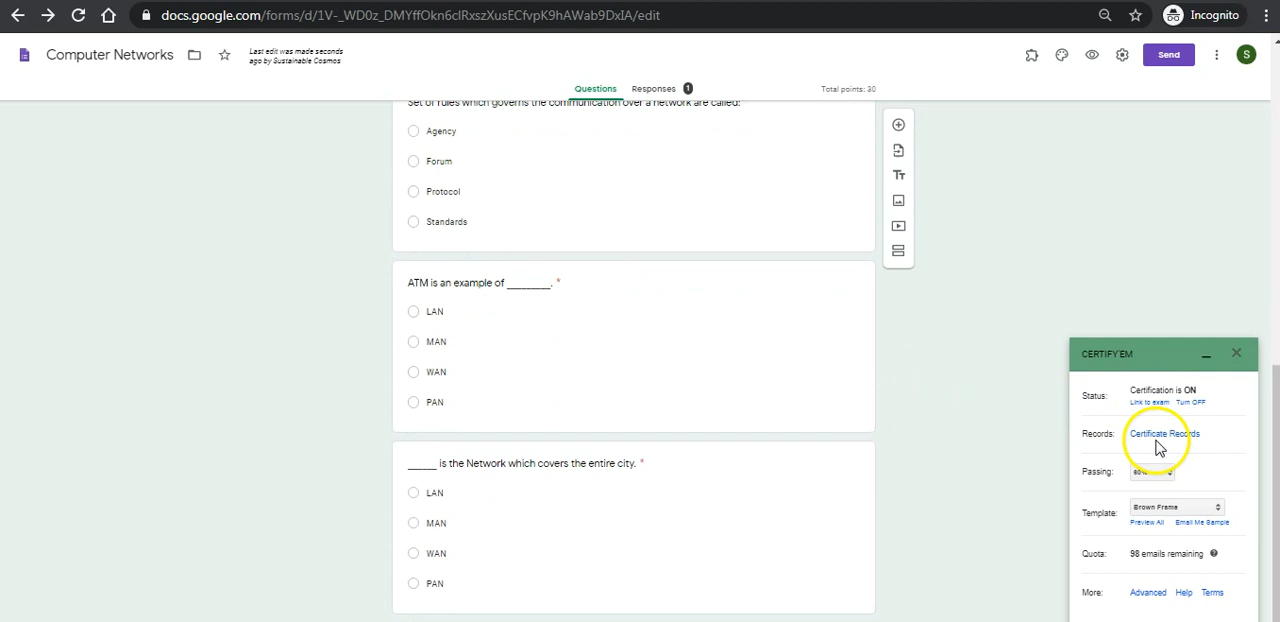 docs.google.com/forms/d/1V-_WD0z_DMYffOkn6clRxszXusECfvpK9hAWab9DxIA/edit
Incognito
Computer Networks
Last edit was made seconds
ago by Sustainable Cosmos
Send
S
Questions
Responses 1
Total points: 30
Set of rules which governs the communication over a network are called:
Agency
Forum
Protocol
Standards
ATM is an example of _________. *
LAN
MAN
WAN
PAN
______ is the Network which covers the entire city. *
LAN
MAN
WAN
PAN
CERTIFY'EM
Status:
Certification is ON
Link to exam Turn OFF
Records:
Certificate Records
Passing:
Template:
Brown Frame
Preview All Email Me Sample
Quota:
98 emails remaining
More:
Advanced Help Terms